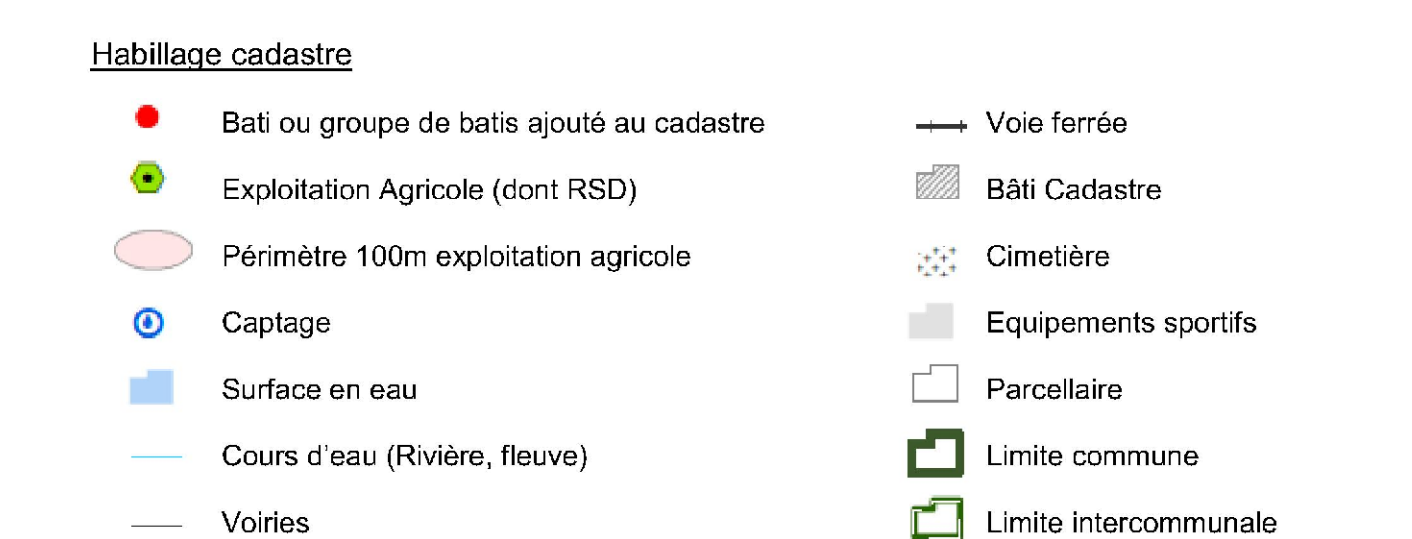 Habillage cadastre
Bati ou groupe de batis ajouté au cadastre
Exploitation Agricole (dont RSD)
Périmètre 100m exploitation agricole
Captage
Surface en eau
Cours d'eau (Rivière, fleuve)
Voiries
Voie ferrée
Bâti Cadastre
Cimetière
Equipements sportifs
Parcellaire
Limite commune
Limite intercommunale